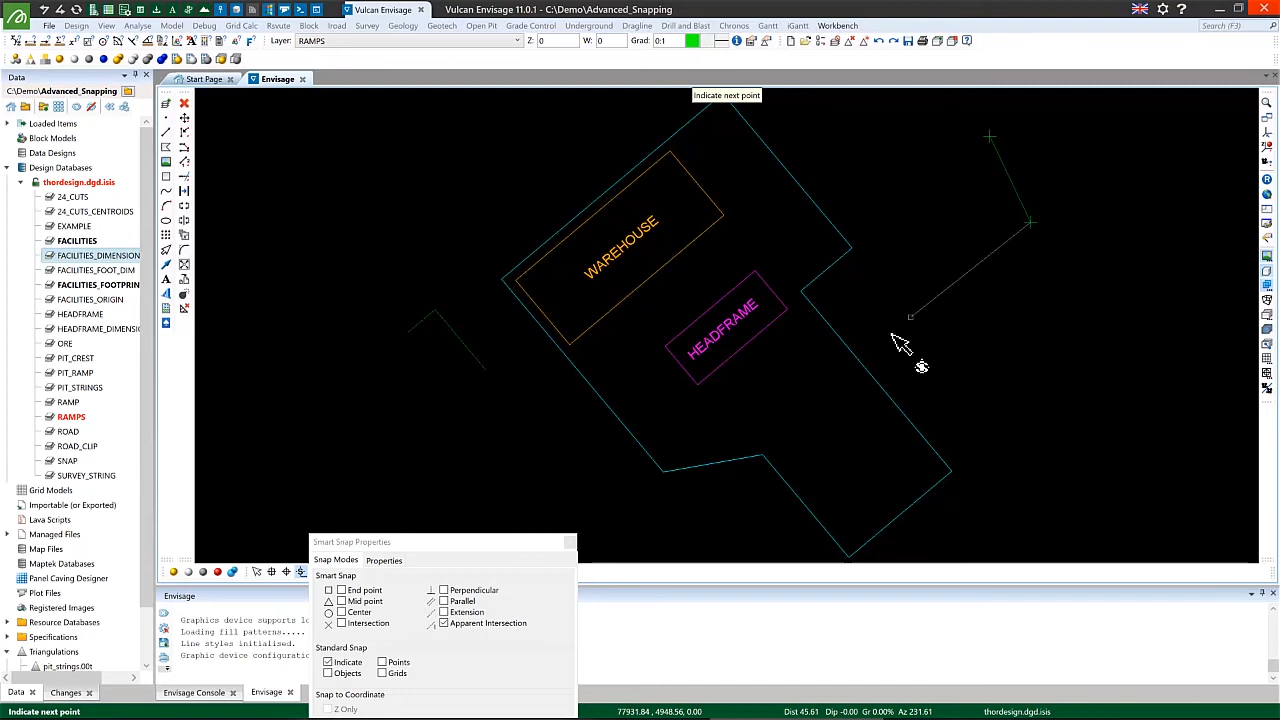 Vulcan Envisage
Vulcan Envisage 11.0.1 - C:\Demo\Advanced_Snapping
File View Analyse Debug Rsvute Iroad Geology Grade Control Dragline Chronos iGantt
Design Model Grid Calc Block Survey Geotech Open Pit Underground Drill and Blast Gantt Workbench
Search (F3)
Layer: RAMPS Z: 0 W: 0 Grad: 0:1
Data
Start Page Envisage
C:\Demo\Advanced_Snapping
Indicate next point
Loaded Items
Block Models
Data Designs
Design Databases
thordesign.dgd.isis
24_CUTS
24_CUTS_CENTROIDS
EXAMPLE
FACILITIES
FACILITIES_DIMENSION
FACILITIES_FOOT_DIM
FACILITIES_FOOTPRIN
FACILITIES_ORIGIN
HEADFRAME
HEADFRAME_DIMENSI
ORE
PIT_CREST
PIT_RAMP
PIT_STRINGS
RAMP
RAMPS
ROAD
ROAD_CLIP
SNAP
SURVEY_STRING
Grid Models
Importable (or Exported)
Java Scripts
Managed Files
Map Files
Maptek Databases
Panel Caving Designer
Plot Files
Registered Images
Resource Databases
Specifications
Triangulations
pit_strings.00t
Data Changes
WAREHOUSE
HEADFRAME
Smart Snap Properties
Snap Modes Properties
Smart Snap
End point Perpendicular
Mid point Parallel
Center Extension
Intersection Apparent Intersection
Standard Snap
Indicate Points
Objects Grids
Snap to Coordinate
Z Only
Envisage
Graphics device supports lo
Loading fill patterns.....
Line styles initialised.
Graphic device configuratio
Envisage Console Envisage
Indicate next point
77931.84, 4948.56, 0.00 Dist 45.61 Dip -0.00 Gr 0.00% Az 231.61 thordesign.dgd.isis